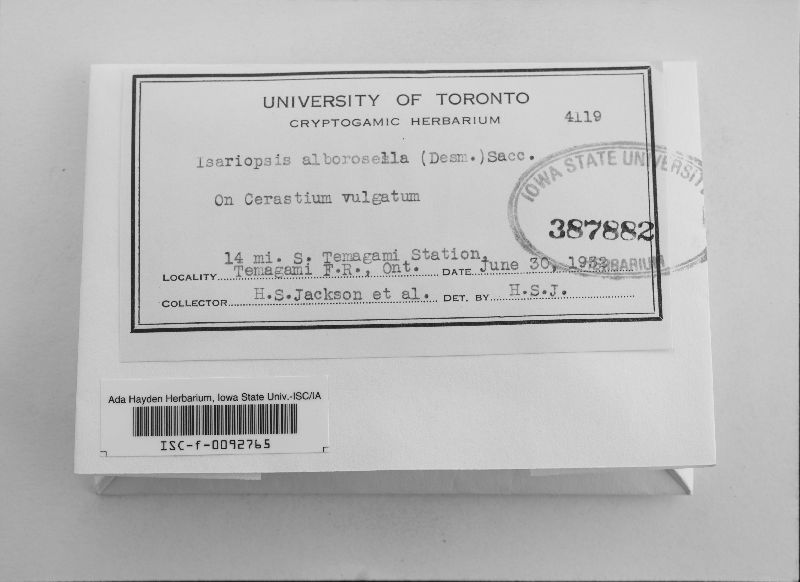 UNIVERSITY OF TORONTO
CRYPTOGAMIC HERBARIUM
4119
Isariopsis alborosella (Desm.)Sacc.
On Cerastium vulgatum
IOWA STATE UNIVERSITY
387882
HERBARIUM
14 mi. S. Temagami Station,
LOCALITY Temagami F.R., Ont. DATE June 30, 1932
COLLECTOR H.S.Jackson et al. DET. BY H.S.J.
Ada Hayden Herbarium, Iowa State Univ.-ISC/IA
ISC-f-0092765